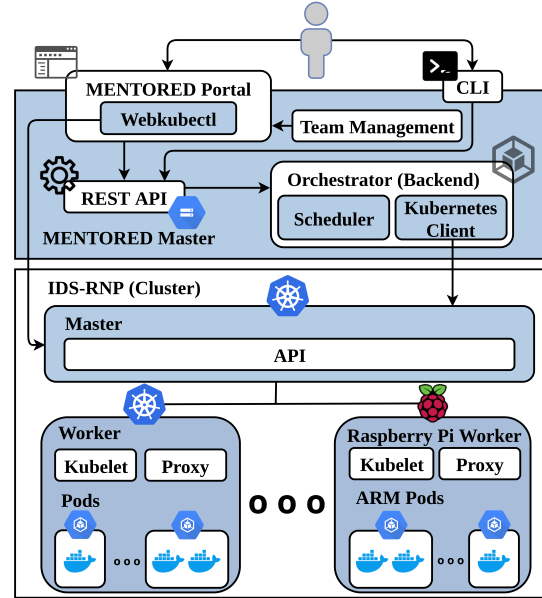 CLI
MENTORED Portal
Webkubectl
Team Management
REST API
Orchestrator (Backend)
Scheduler
Kubernetes
Client
MENTORED Master
IDS-RNP (Cluster)
Master
API
Worker
Kubelet
Proxy
Pods
o o o
o o o
Raspberry Pi Worker
Kubelet
Proxy
ARM Pods
o o o